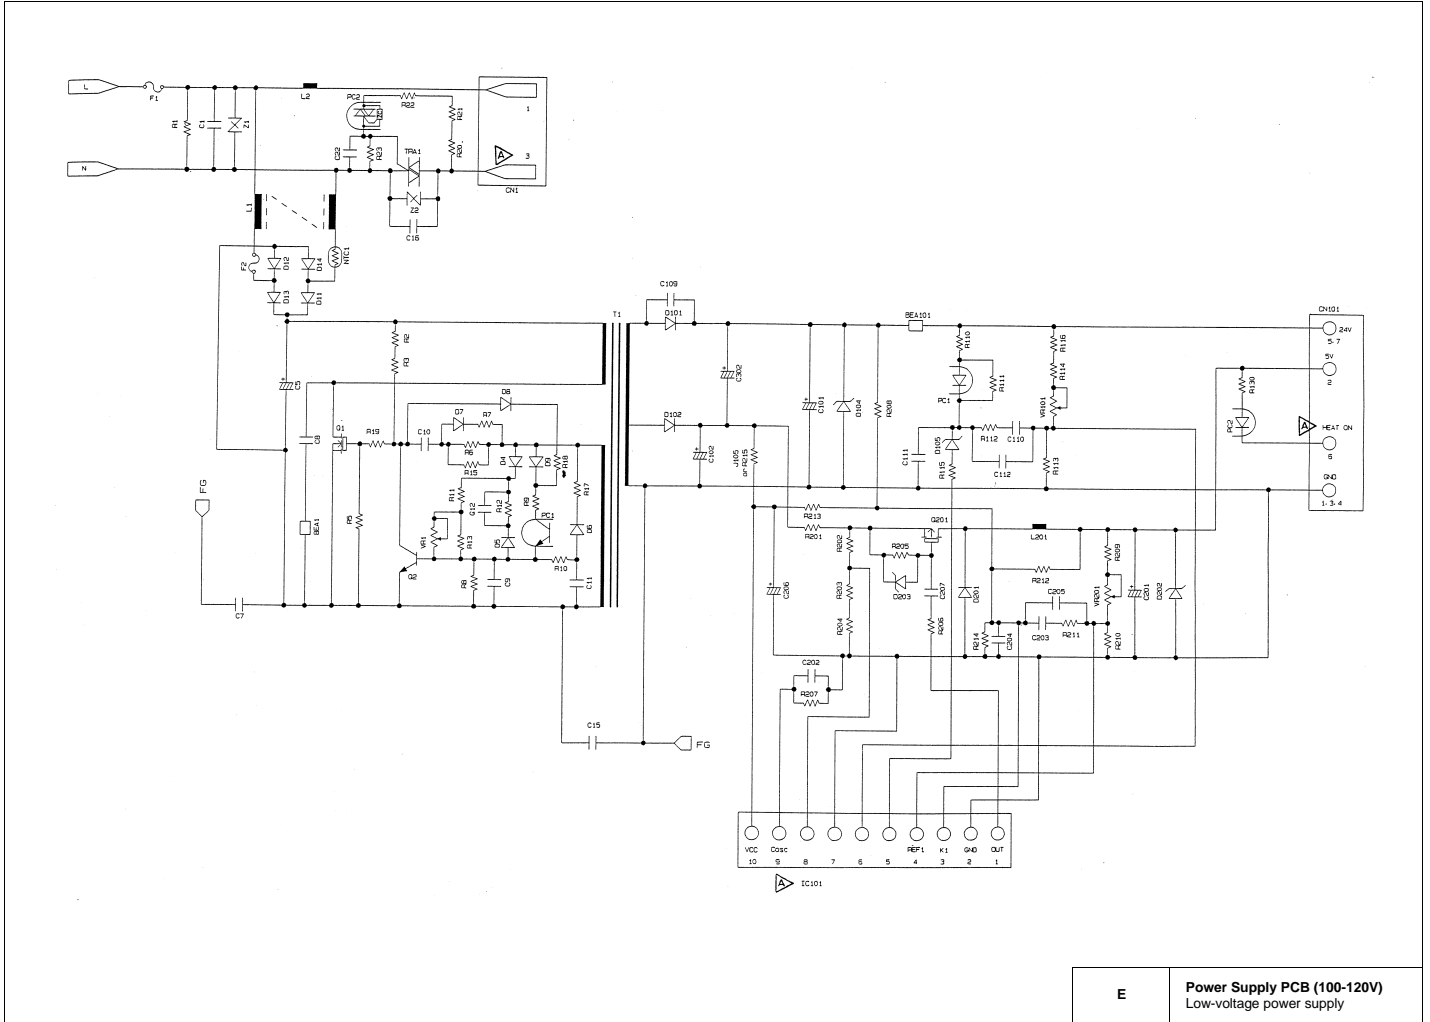 L
F1
L2
PC2
R22
R21
1
R1
C1
Z1
C22
R23
TRA1
R20
A
3
N
CN1
Z2
C16
L1
F2
D12
D14
NTC1
D13
D11
C109
T1
D101
BEA101
CN101
24V
5-7
R2
R3
C5
C302
C101
D104
R208
R110
R111
PC1
R116
R114
VR101
5V
2
R130
PC2
A
HEAT ON
6
GND
1-3-4
D8
D7
R7
D102
C8
Q1
R19
C10
R6
R15
D4
D9
R18
C102
J105
or R215
C111
D105
R115
R112
C110
C112
R113
FG
R11
C12
R12
R9
R17
BEA1
R5
VR1
R13
D5
PC1
D6
Q2
R8
C9
R10
C11
C7
R213
R201
Q201
L201
R202
R205
R209
R212
C206
R203
D203
C207
D201
C205
VR201
C201
D202
R204
R206
R214
C204
C203
R211
R210
C202
R207
C15
FG
VCC
Cosc
REF1
K1
GND
OUT
10
9
8
7
6
5
4
3
2
1
A
IC101
E
Power Supply PCB (100-120V)
Low-voltage power supply